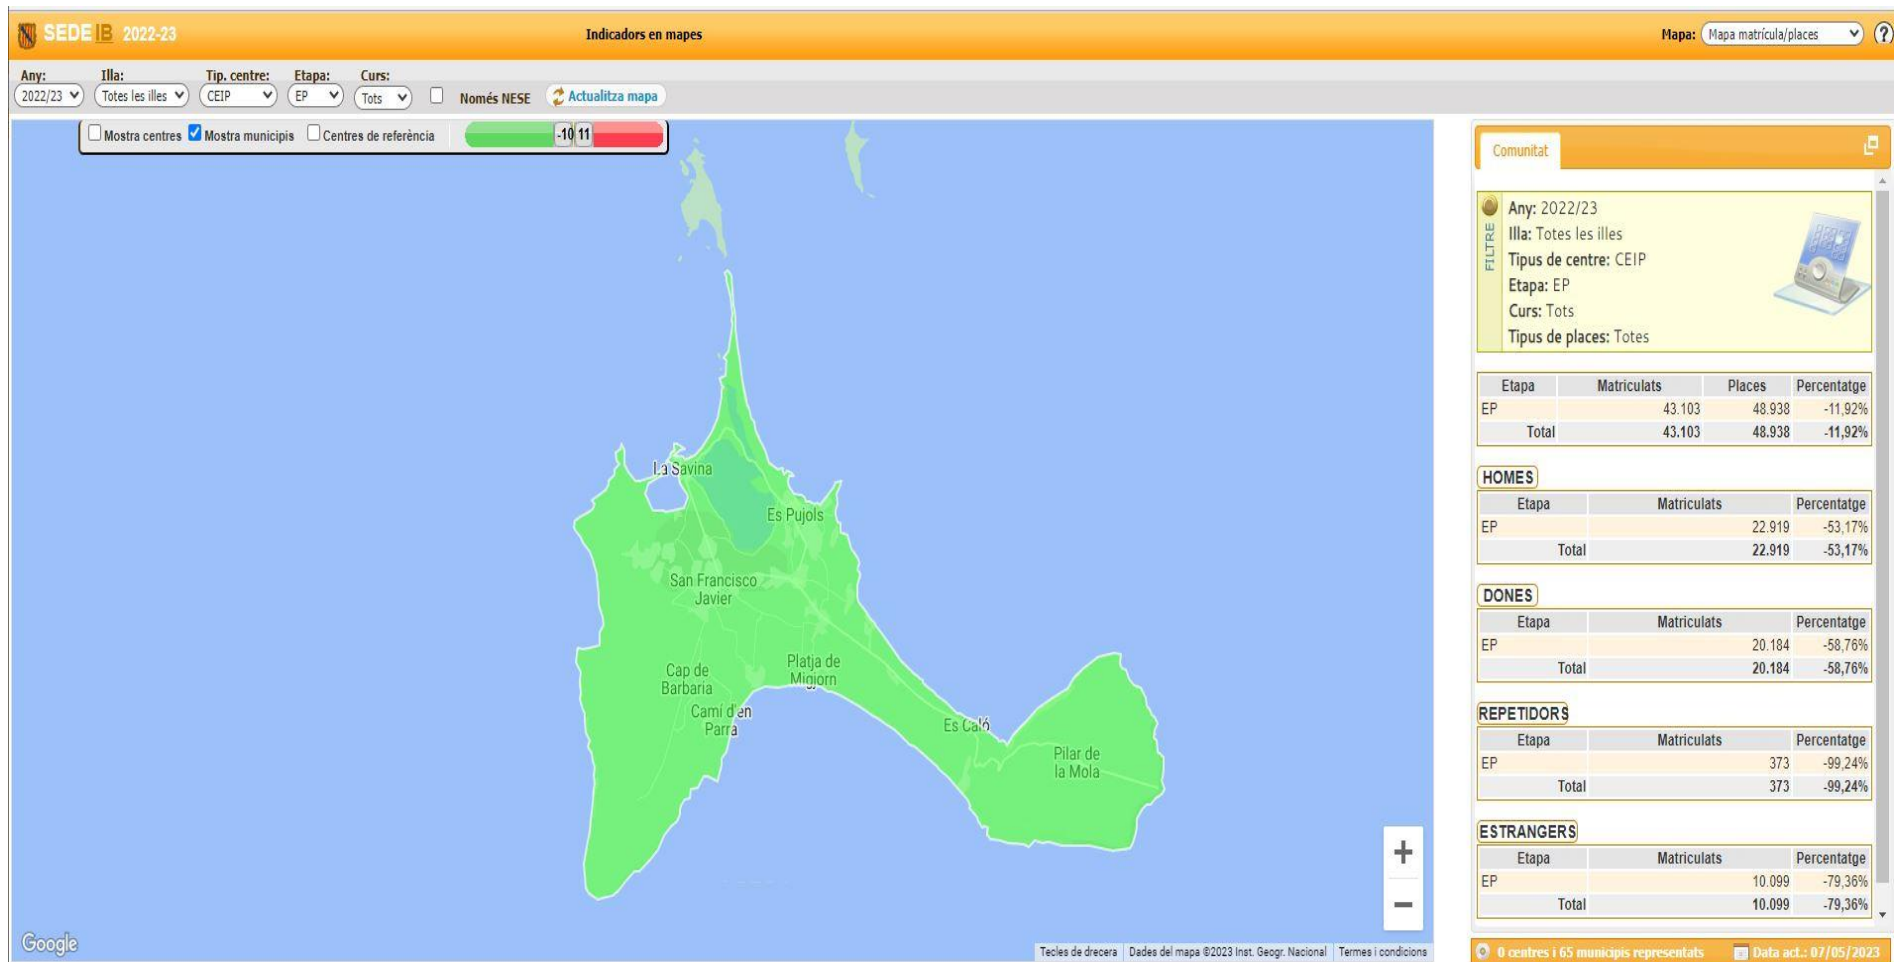 SEDE IB 2022-23
Indicadors en mapes
Mapa: Mapa matrícula/places ?
Any: Illa: Tip. centre: Etapa: Curs:
2022/23 Totes les illes CEIP EP Tots Només NESE Actualitza mapa
Mostra centres Mostra municipis Centres de referència -10 11
La Savina
Es Pujols
San Francisco
Javier
Cap de
Barbaria
Platja de
Migjorn
Camí d'en
Parra
Es Caló
Pilar de
la Mola
+
−
Google
Tecles de drecera Dades del mapa ©2023 Inst. Geogr. Nacional Termes i condicions
Comunitat
FILTRE
Any: 2022/23
Illa: Totes les illes
Tipus de centre: CEIP
Etapa: EP
Curs: Tots
Tipus de places: Totes
Etapa Matriculats Places Percentatge
EP 43.103 48.938 -11,92%
Total 43.103 48.938 -11,92%
HOMES
Etapa Matriculats Percentatge
EP 22.919 -53,17%
Total 22.919 -53,17%
DONES
Etapa Matriculats Percentatge
EP 20.184 -58,76%
Total 20.184 -58,76%
REPETIDORS
Etapa Matriculats Percentatge
EP 373 -99,24%
Total 373 -99,24%
ESTRANGERS
Etapa Matriculats Percentatge
EP 10.099 -79,36%
Total 10.099 -79,36%
0 centres i 65 municipis representats Data act.: 07/05/2023